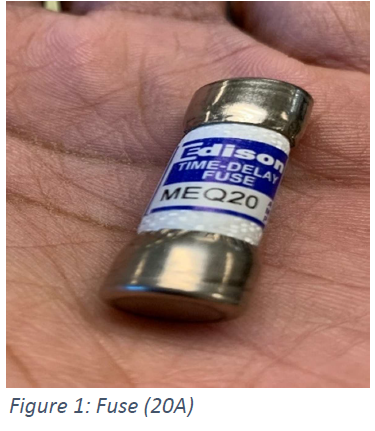 Edison
TIME-DELAY
FUSE
MEQ20
Figure 1: Fuse (20A)